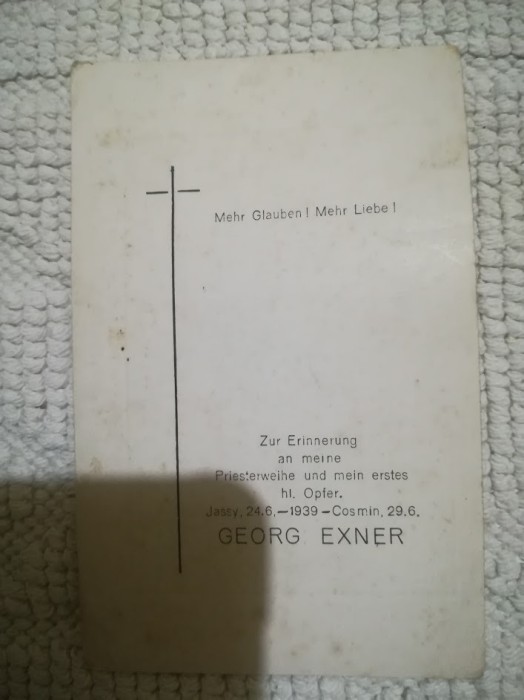 Mehr Glauben! Mehr Liebe!
Zur Erinnerung
an meine
Priesterweihe und mein erstes
hl. Opfer.
Jassy, 24.6.—1939—Cosmin, 29.6.
GEORG EXNER